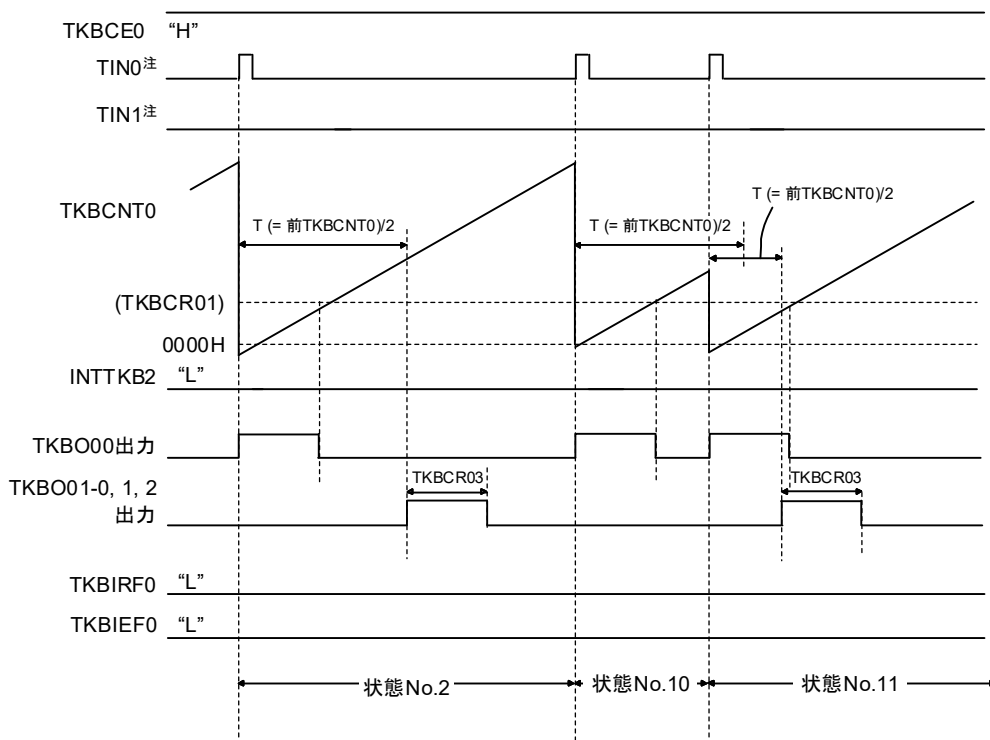 TKBCE0 “H”
TIN0注
TIN1注
TKBCNT0
T (= 前TKBCNT0)/2
T (= 前TKBCNT0)/2
T (= 前TKBCNT0)/2
(TKBCR01)
0000H
INTTKB2 “L”
TKBO00出力
TKBO01-0, 1, 2
出力
TKBCR03
TKBCR03
TKBIRF0 “L”
TKBIEF0 “L”
状態No.2
状態No.10
状態No.11